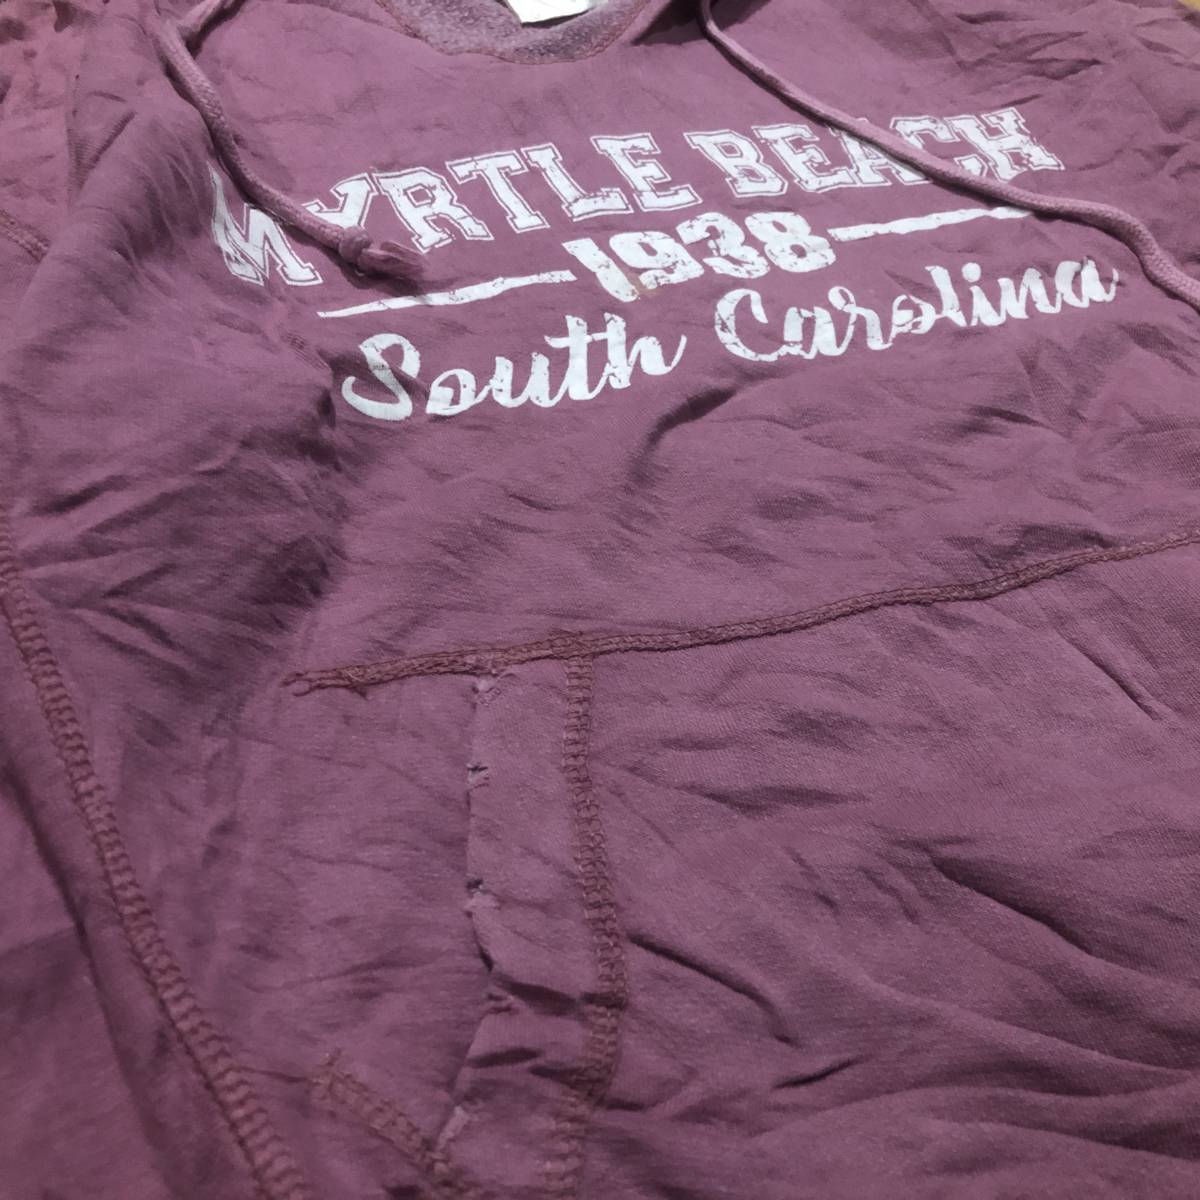 MYRTLE BEACH
1938
South Carolina